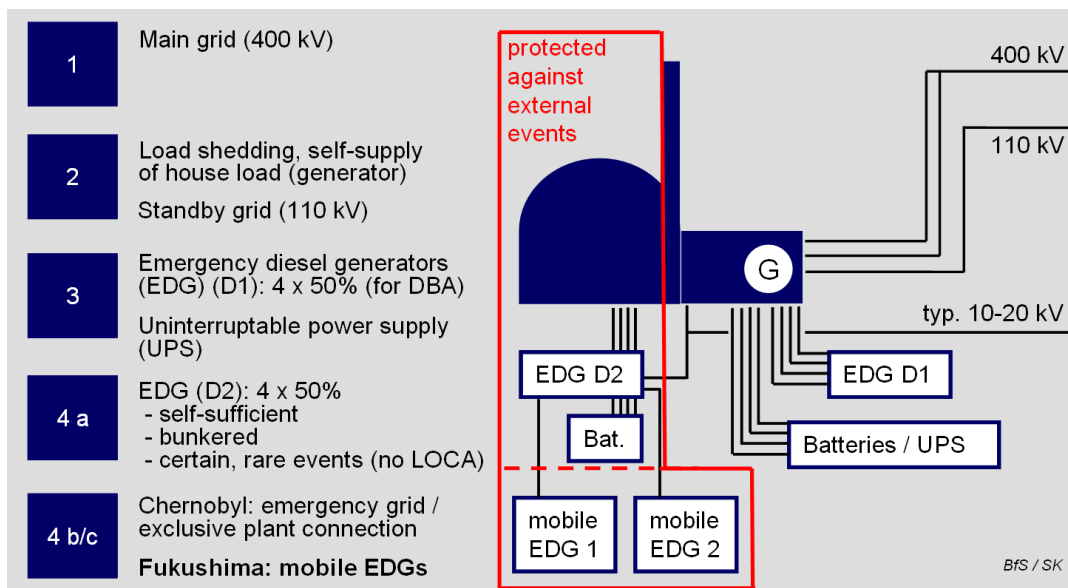 1
Main grid (400 kV)
2
Load shedding, self-supply
of house load (generator)
Standby grid (110 kV)
3
Emergency diesel generators
(EDG) (D1): 4 x 50% (for DBA)
Uninterruptable power supply
(UPS)
4 a
EDG (D2): 4 x 50%
- self-sufficient
- bunkered
- certain, rare events (no LOCA)
4 b/c
Chernobyl: emergency grid /
exclusive plant connection
Fukushima: mobile EDGs
protected
against
external
events
400 kV
110 kV
G
typ. 10-20 kV
EDG D2
EDG D1
Bat.
Batteries / UPS
mobile
EDG 1
mobile
EDG 2
BfS / SK